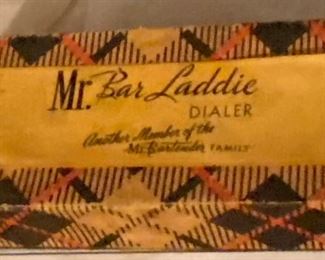 Mr. Bar Laddie
DIALER
Another Member of the
Mr. Bartender FAMILY